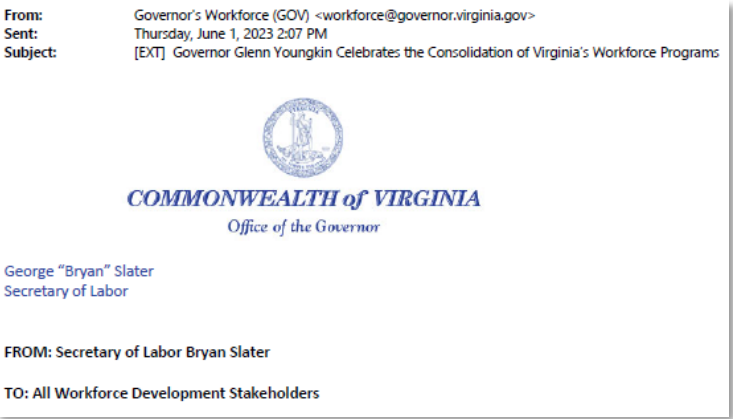 From: Governor's Workforce (GOV) <workforce@governor.virginia.gov>
Sent: Thursday, June 1, 2023 2:07 PM
Subject: [EXT] Governor Glenn Youngkin Celebrates the Consolidation of Virginia's Workforce Programs
COMMONWEALTH of VIRGINIA
Office of the Governor
George “Bryan” Slater
Secretary of Labor
FROM: Secretary of Labor Bryan Slater
TO: All Workforce Development Stakeholders